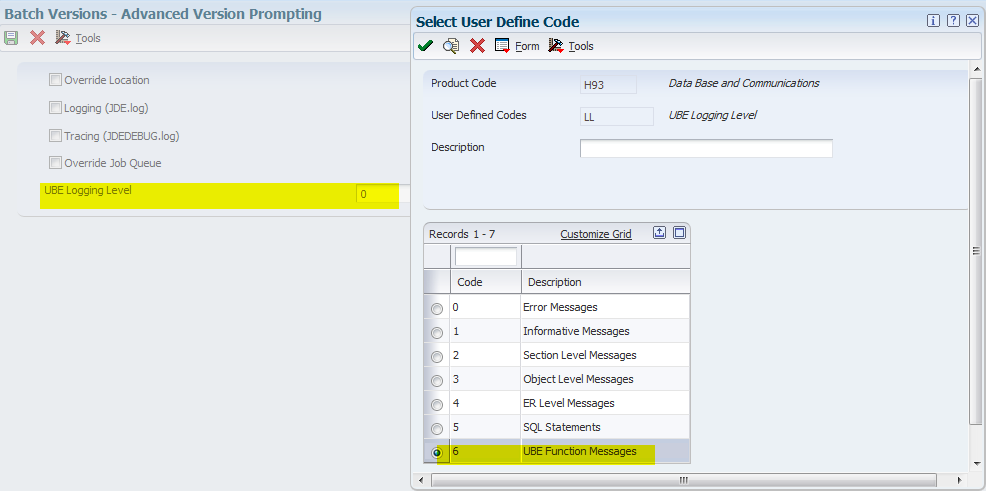 Batch Versions - Advanced Version Prompting
Tools
Override Location
Logging (JDE.log)
Tracing (JDEDEBUG.log)
Override Job Queue
UBE Logging Level 0
Select User Define Code
Form Tools
Product Code H93 Data Base and Communications
User Defined Codes LL UBE Logging Level
Description
Records 1 - 7 Customize Grid
Code Description
0 Error Messages
1 Informative Messages
2 Section Level Messages
3 Object Level Messages
4 ER Level Messages
5 SQL Statements
6 UBE Function Messages